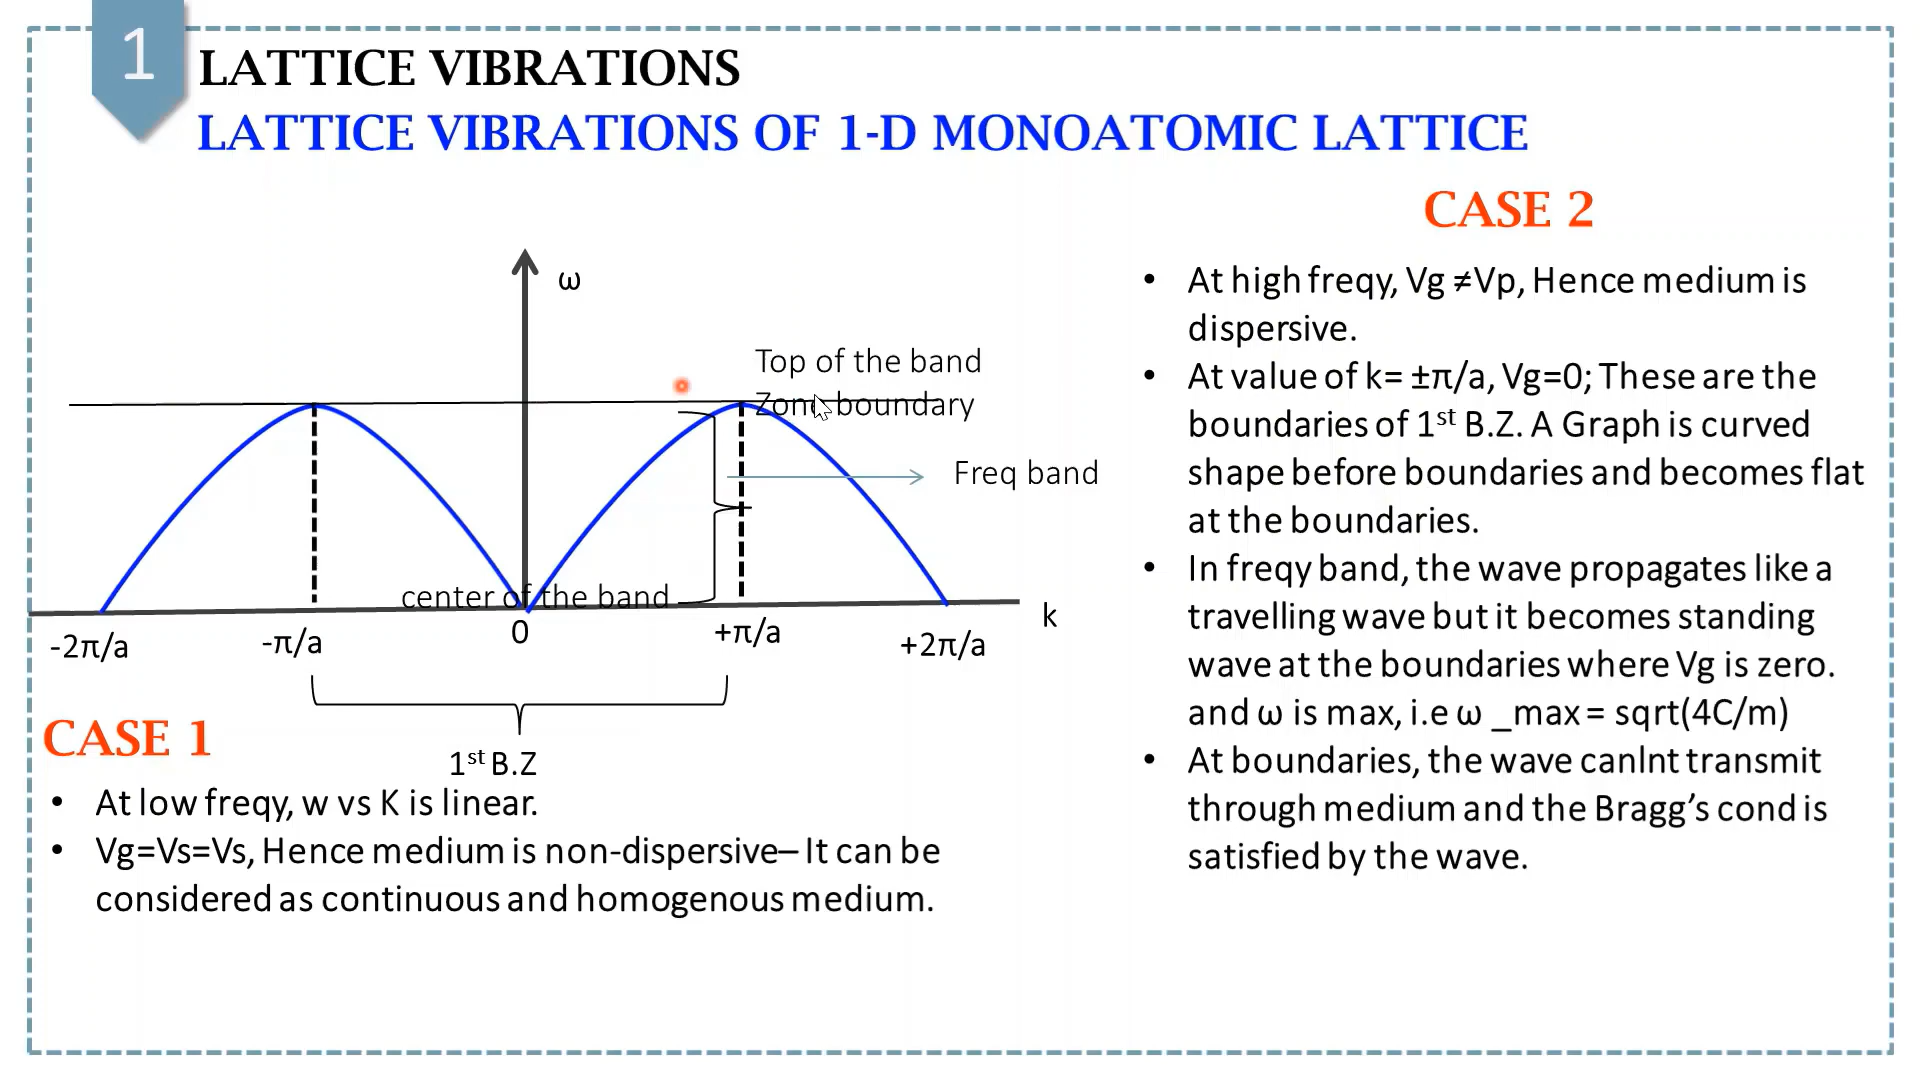 1
LATTICE VIBRATIONS
LATTICE VIBRATIONS OF 1-D MONOATOMIC LATTICE
ω
Top of the band
Zone boundary
Freq band
center of the band
k
-2π/a
-π/a
0
+π/a
+2π/a
1st B.Z
CASE 1
• At low freqy, w vs K is linear.
• Vg=Vs=Vs, Hence medium is non-dispersive– It can be
considered as continuous and homogenous medium.
CASE 2
• At high freqy, Vg ≠Vp, Hence medium is
dispersive.
• At value of k= ±π/a, Vg=0; These are the
boundaries of 1st B.Z. A Graph is curved
shape before boundaries and becomes flat
at the boundaries.
• In freqy band, the wave propagates like a
travelling wave but it becomes standing
wave at the boundaries where Vg is zero.
and ω is max, i.e ω _max = sqrt(4C/m)
• At boundaries, the wave canlnt transmit
through medium and the Bragg’s cond is
satisfied by the wave.